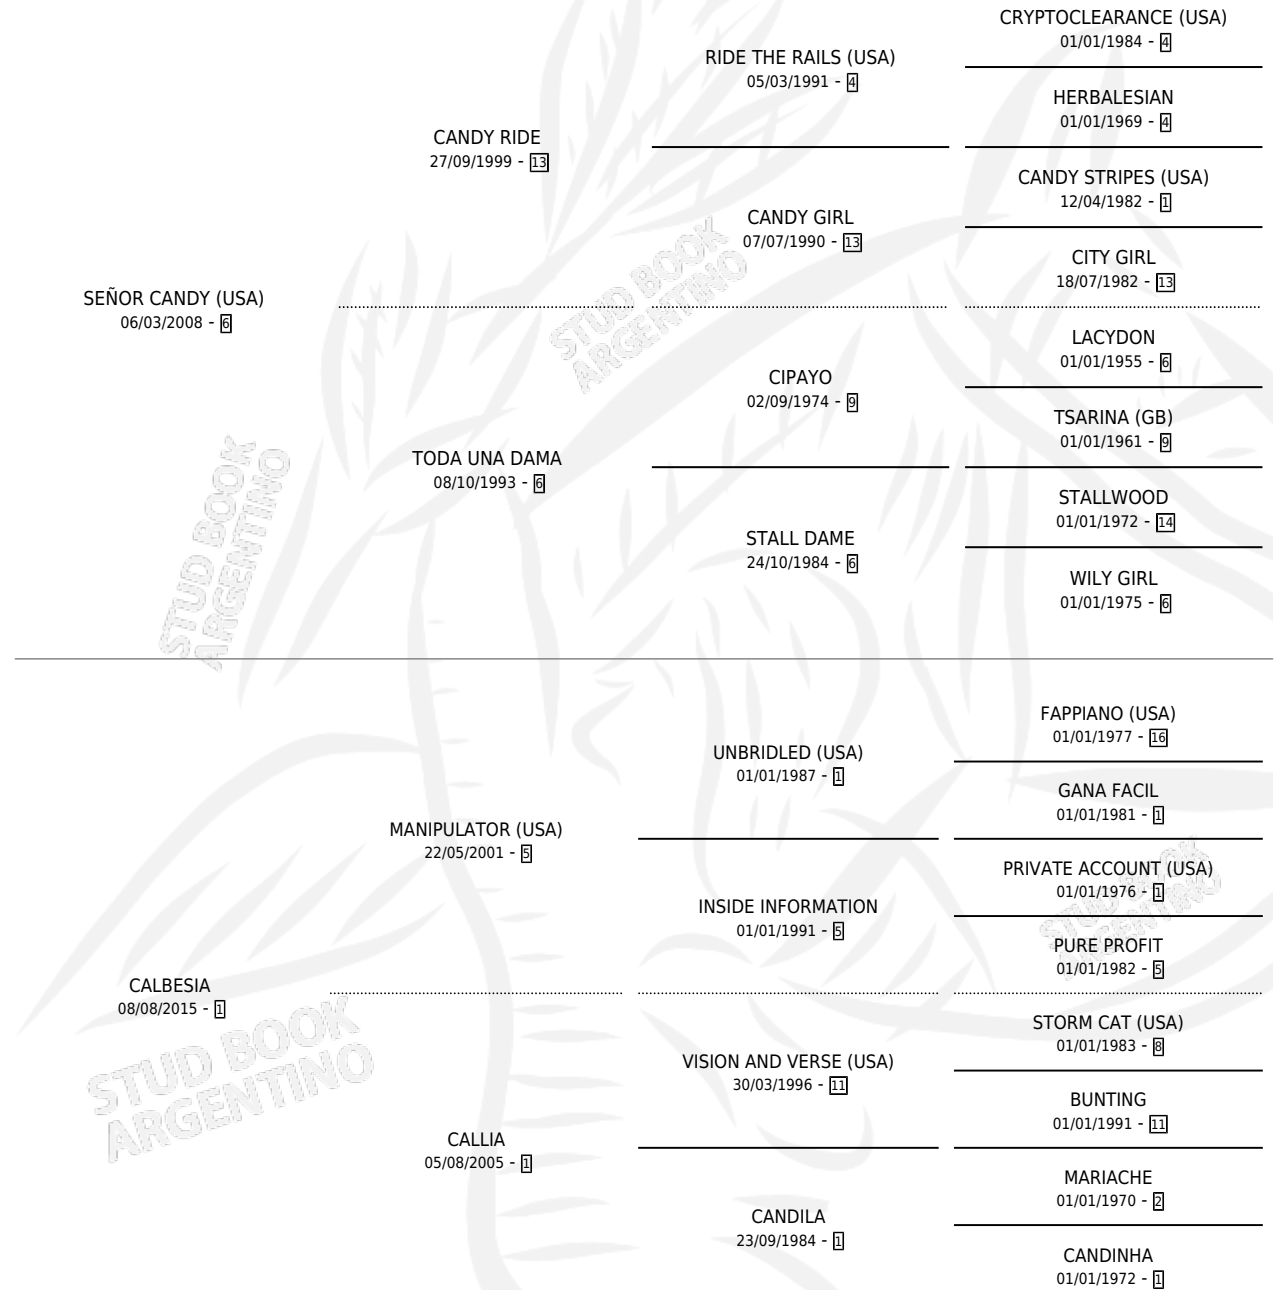 CRYPTOCLEARANCE (USA)
01/01/1984 - 4
RIDE THE RAILS (USA)
05/03/1991 - 4
HERBALESIAN
01/01/1969 - 4
CANDY RIDE
27/09/1999 - 13
CANDY STRIPES (USA)
12/04/1982 - 1
CANDY GIRL
07/07/1990 - 13
CITY GIRL
18/07/1982 - 13
SEÑOR CANDY (USA)
06/03/2008 - 6
LACYDON
01/01/1955 - 6
CIPAYO
02/09/1974 - 9
TSARINA (GB)
01/01/1961 - 9
TODA UNA DAMA
08/10/1993 - 6
STALLWOOD
01/01/1972 - 14
STALL DAME
24/10/1984 - 6
WILY GIRL
01/01/1975 - 6
FAPPIANO (USA)
01/01/1977 - 16
UNBRIDLED (USA)
01/01/1987 - 1
GANA FACIL
01/01/1981 - 1
MANIPULATOR (USA)
22/05/2001 - 5
PRIVATE ACCOUNT (USA)
01/01/1976 - 1
INSIDE INFORMATION
01/01/1991 - 5
PURE PROFIT
01/01/1982 - 5
CALBESIA
08/08/2015 - 1
STORM CAT (USA)
01/01/1983 - 8
VISION AND VERSE (USA)
30/03/1996 - 11
BUNTING
01/01/1991 - 11
CALLIA
05/08/2005 - 1
MARIACHE
01/01/1970 - 2
CANDILA
23/09/1984 - 1
CANDINHA
01/01/1972 - 1
STUD BOOK
ARGENTINO
STUD BOOK
ARGENTINO
STUD BOOK
ARGENTINO
STUD BOOK
ARGENTINO